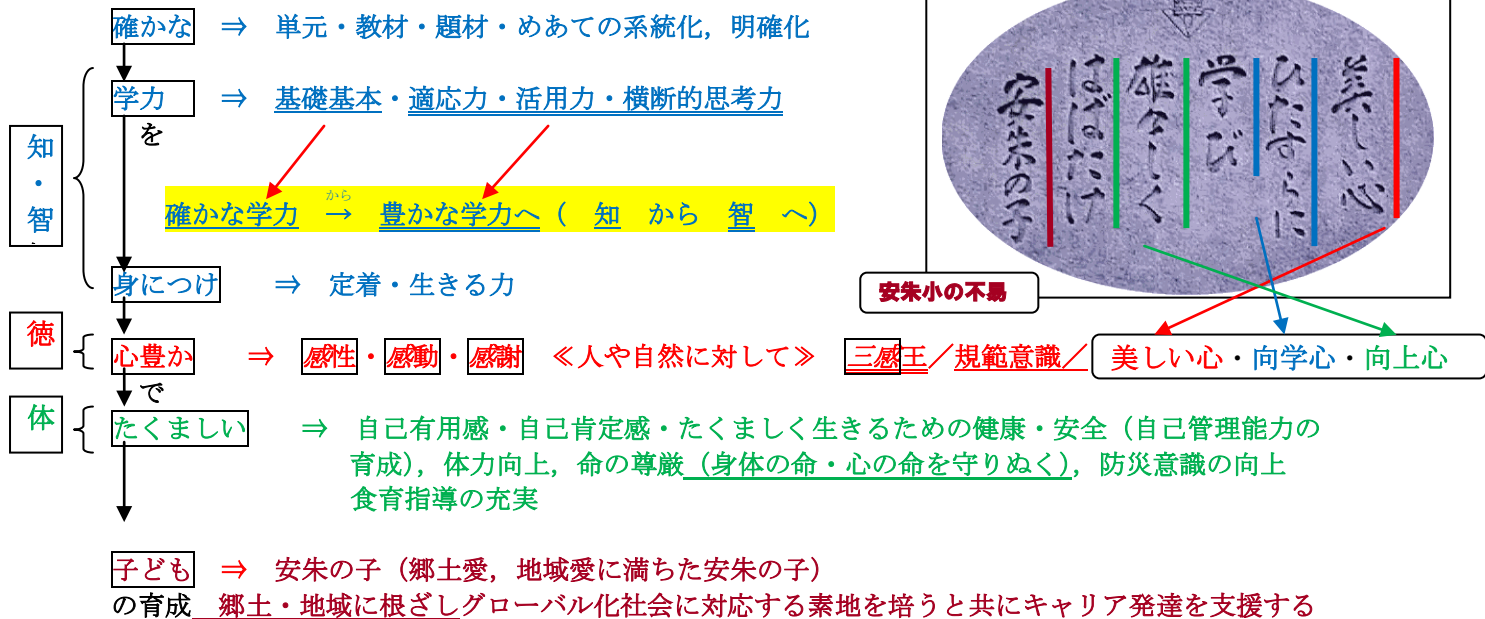 確かな ⇒ 単元・教材・題材・めあての系統化，明確化
学力 ⇒ 基礎基本・適応力・活用力・横断的思考力
を
知・智
から
確かな学力 → 豊かな学力へ（ 知 から 智 へ）
身につけ ⇒ 定着・生きる力
美しい心
ひたすらに
学び
雄々しく
はばたけ
安朱の子
安朱小の不易
徳
心豊か ⇒ 感性・感動・感謝 ≪人や自然に対して≫ 三感王／規範意識／ 美しい心・向学心・向上心
で
体
たくましい ⇒ 自己有用感・自己肯定感・たくましく生きるための健康・安全（自己管理能力の
育成），体力向上，命の尊厳（身体の命・心の命を守りぬく），防災意識の向上
食育指導の充実
子ども ⇒ 安朱の子（郷土愛，地域愛に満ちた安朱の子）
の育成 郷土・地域に根ざしグローバル化社会に対応する素地を培うと共にキャリア発達を支援する